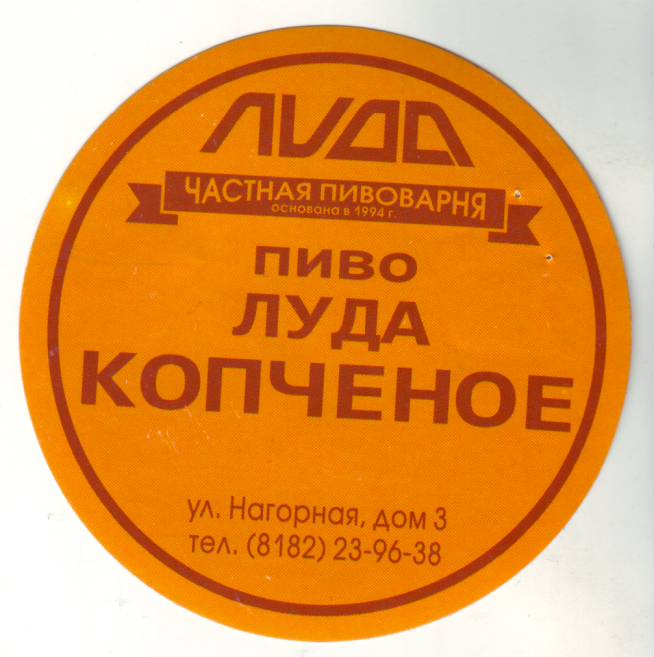 ЛУДА
ЧАСТНАЯ ПИВОВАРНЯ
основана в 1994 г.
ПИВО
ЛУДА
КОПЧЕНОЕ
ул. Нагорная, дом 3
тел. (8182) 23-96-38